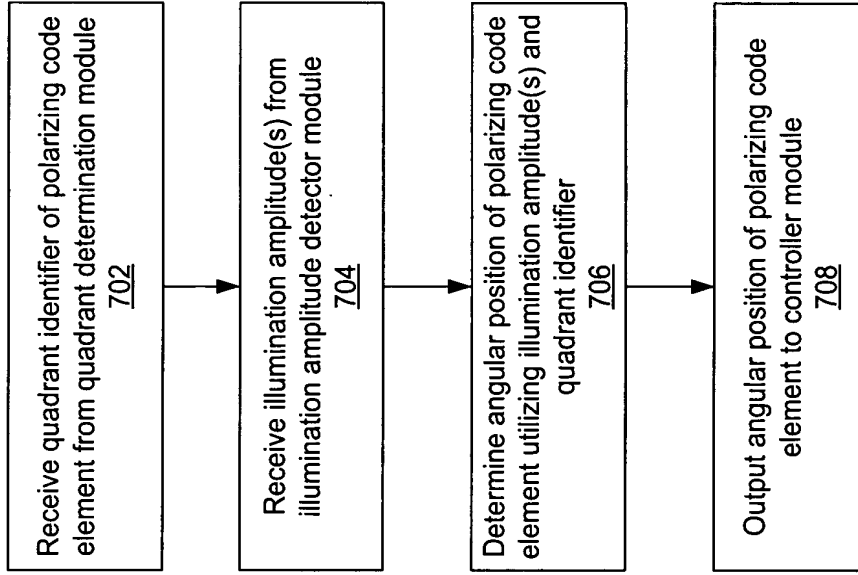 Receive quadrant identifier of polarizing code
element from quadrant determination module
702
Receive illumination amplitude(s) from
illumination amplitude detector module
704
Determine angular position of polarizing code
element utilizing illumination amplitude(s) and
quadrant identifier
706
Output angular position of polarizing code
element to controller module
708